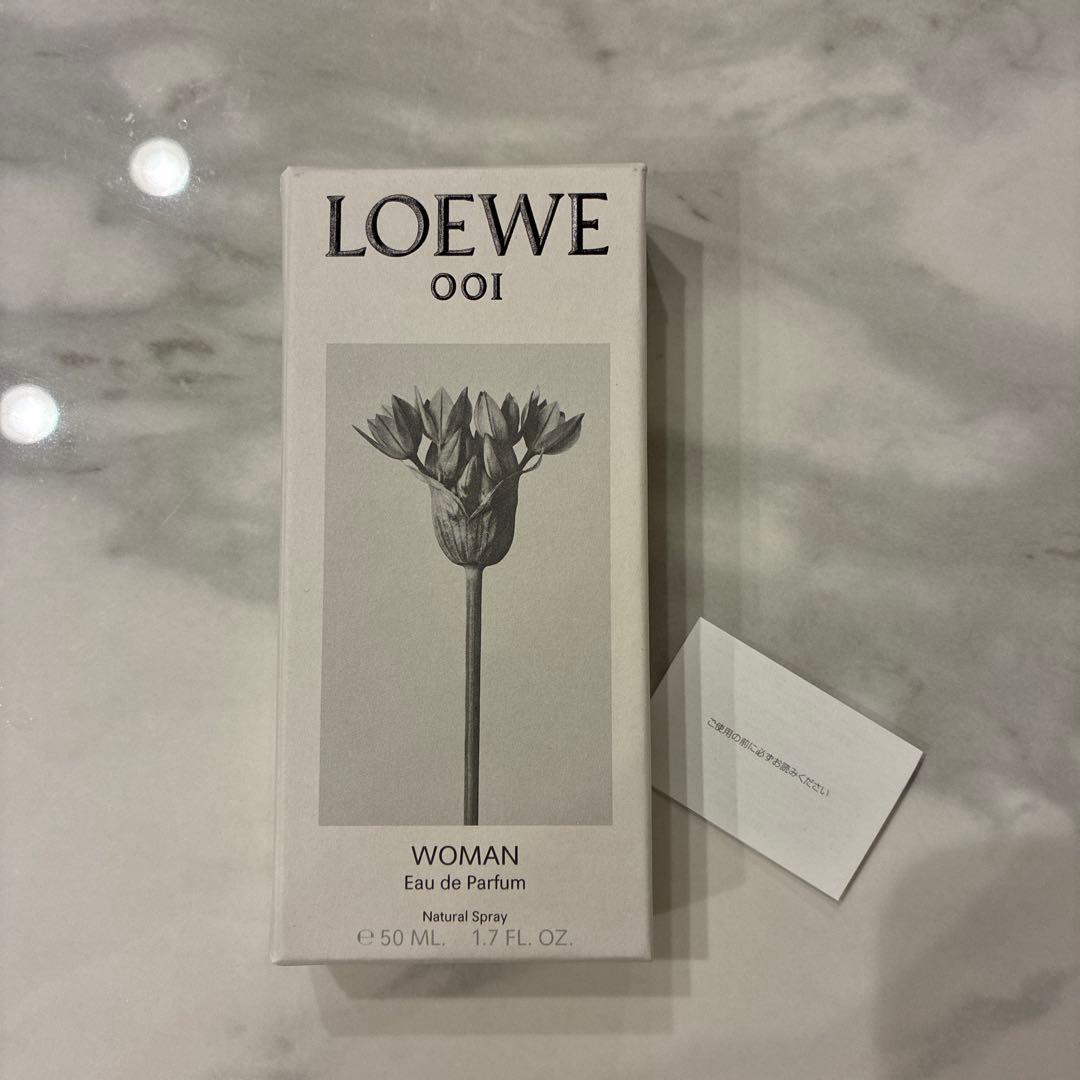 LOEWE
001
WOMAN
Eau de Parfum
Natural Spray
℮ 50 ML. 1.7 FL. OZ.
ご使用の前に必ずお読みください